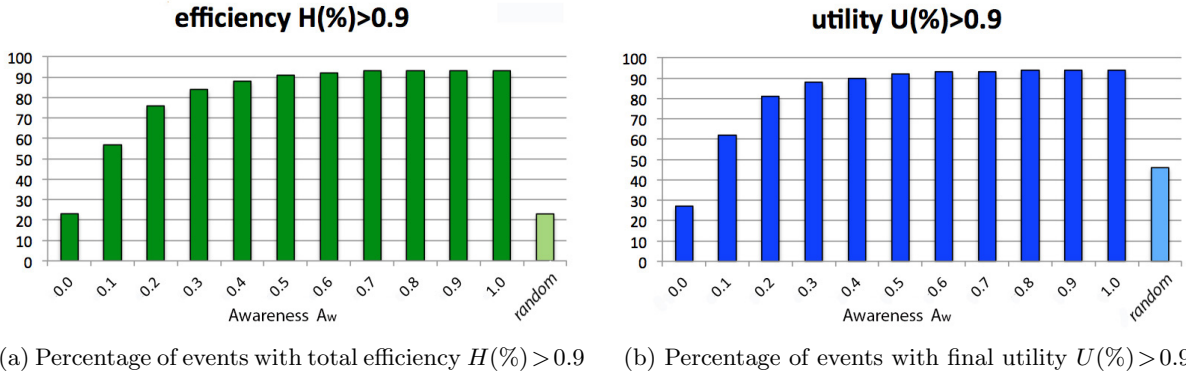 efficiency H(%)>0.9
100
90
80
70
60
50
40
30
20
10
0
0.0 0.1 0.2 0.3 0.4 0.5 0.6 0.7 0.8 0.9 1.0 random
Awareness Aw
(a) Percentage of events with total efficiency H(%)>0.9
utility U(%)>0.9
100
90
80
70
60
50
40
30
20
10
0
0.0 0.1 0.2 0.3 0.4 0.5 0.6 0.7 0.8 0.9 1.0 random
Awareness Aw
(b) Percentage of events with final utility U(%)>0.9